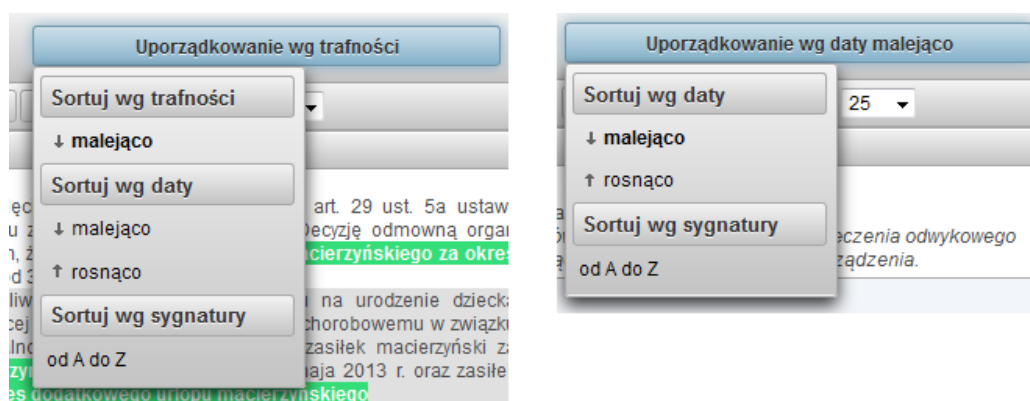 Uporządkowanie wg trafności
Sortuj wg trafności
↓ malejąco
Sortuj wg daty
↓ malejąco
↑ rosnąco
Sortuj wg sygnatury
od A do Z
art. 29 ust. 5a ustaw
Decyzję odmowną organ
cierzyńskiego za okres
na urodzenie dziecka
chorobowemu w związku
zasiłek macierzyński za
maja 2013 r. oraz zasiłe
es dodatkowego urlopu macierzyńskiego
Uporządkowanie wg daty malejąco
Sortuj wg daty
25
↓ malejąco
↑ rosnąco
Sortuj wg sygnatury
eczenia odwykowego
od A do Z
ządzenia.